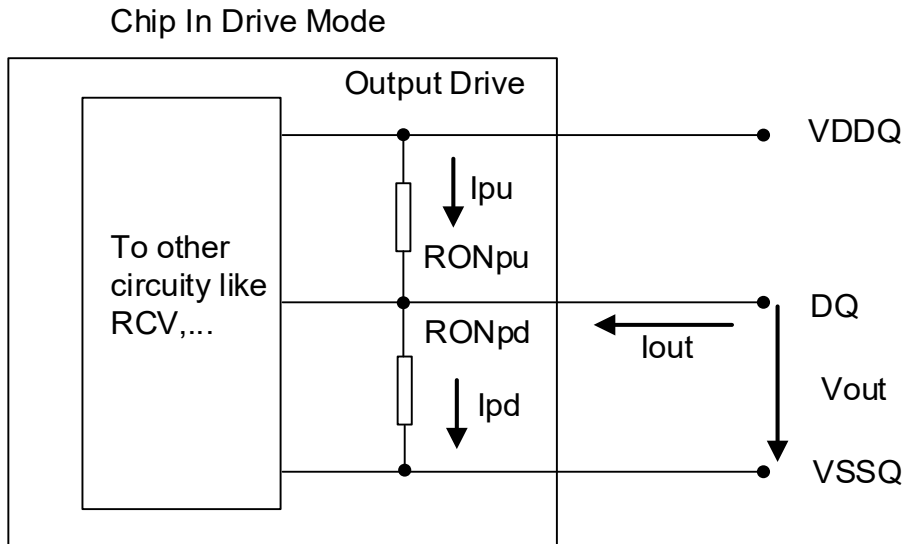 Chip In Drive Mode
Output Drive
VDDQ
Ipu
To other
circuity like
RCV,...
RONpu
DQ
RONpd
Iout
Ipd
Vout
VSSQ